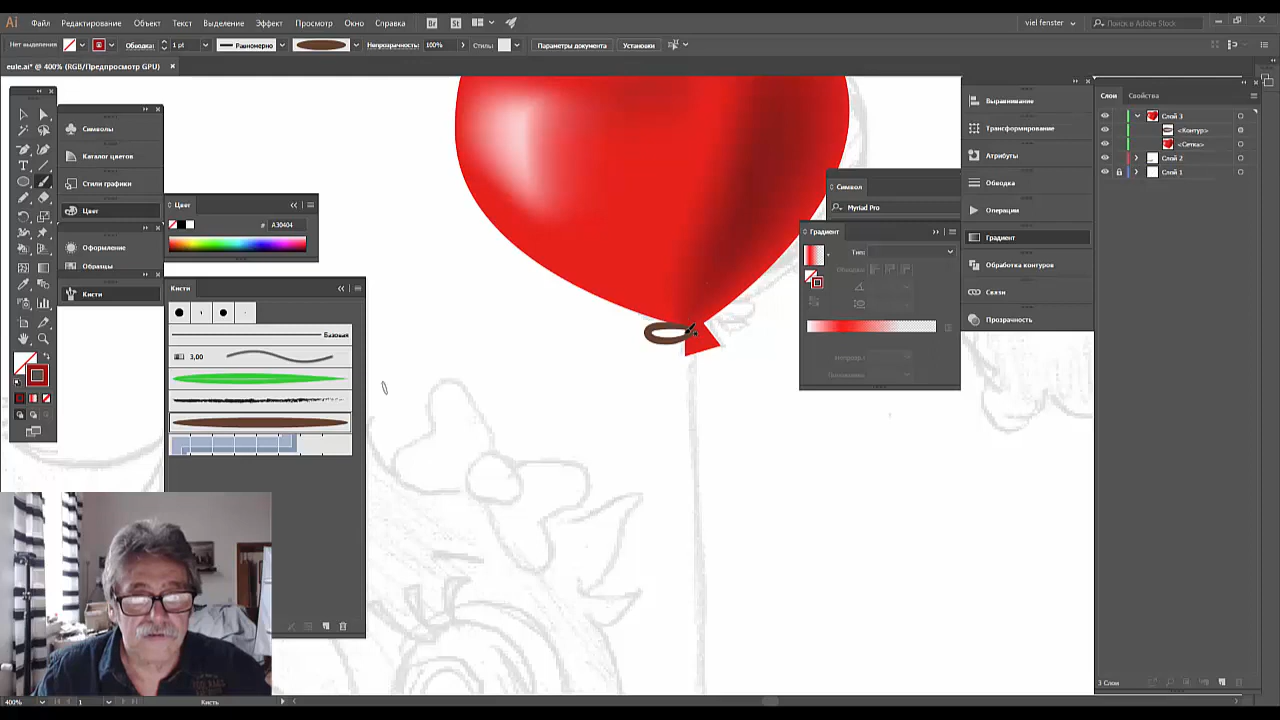 Ai Файл Редактирование Объект Текст Выделение Эффект Просмотр Окно Справка Br St viel fenster Поиск в Adobe Stock
Нет выделения Обводка: 1 pt Равномерно Непрозрачность: 100% Стиль: Параметры документа Установки
eule.ai* @ 400% (RGB/Предпросмотр GPU)
Символы
Каталог цветов
Стили графики
Цвет
Оформление
Образцы
Кисти
Цвет
# A30404
Кисти
Базовая
3,00
Символ
Myriad Pro
Градиент
Тип:
Выравнивание
Трансформирование
Атрибуты
Обводка
Операции
Градиент
Обработка контуров
Связи
Прозрачность
Слои Свойства
Слой 3
<Контур>
<Сетка>
Слой 2
Слой 1
3 Слои
400% 1 Кисть